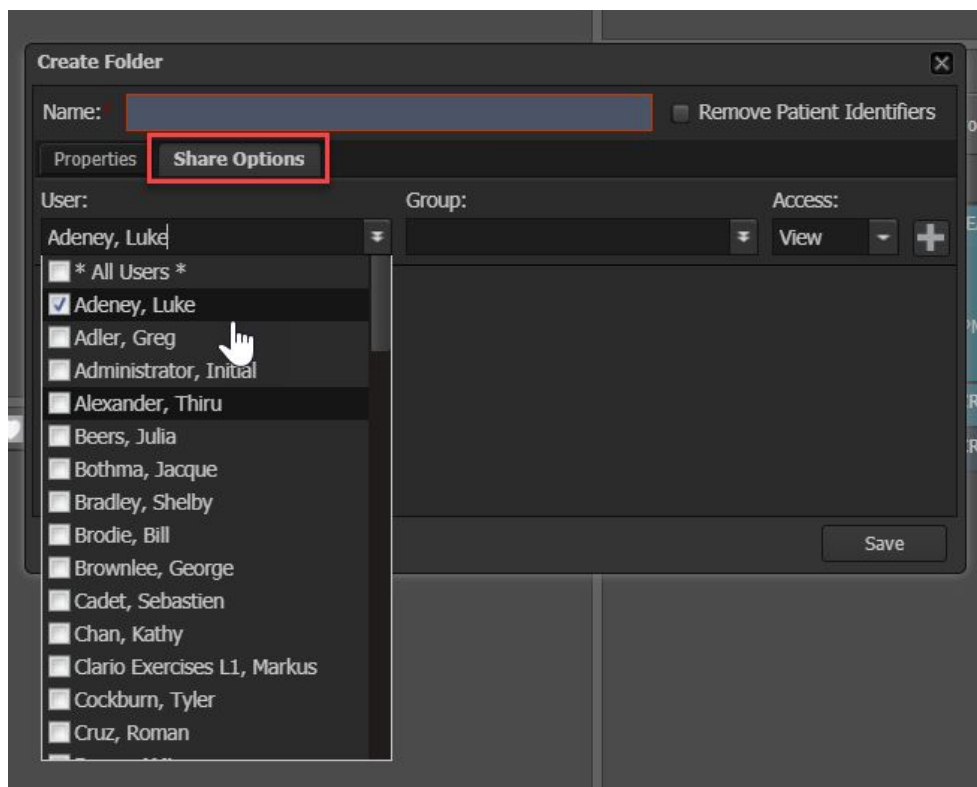 Create Folder
Name:* Remove Patient Identifiers
Properties Share Options
User: Group: Access:
Adeney, Luke View
* All Users *
Adeney, Luke
Adler, Greg
Administrator, Initial
Alexander, Thiru
Beers, Julia
Bothma, Jacque
Bradley, Shelby
Brodie, Bill
Save
Brownlee, George
Cadet, Sebastien
Chan, Kathy
Clario Exercises L1, Markus
Cockburn, Tyler
Cruz, Roman